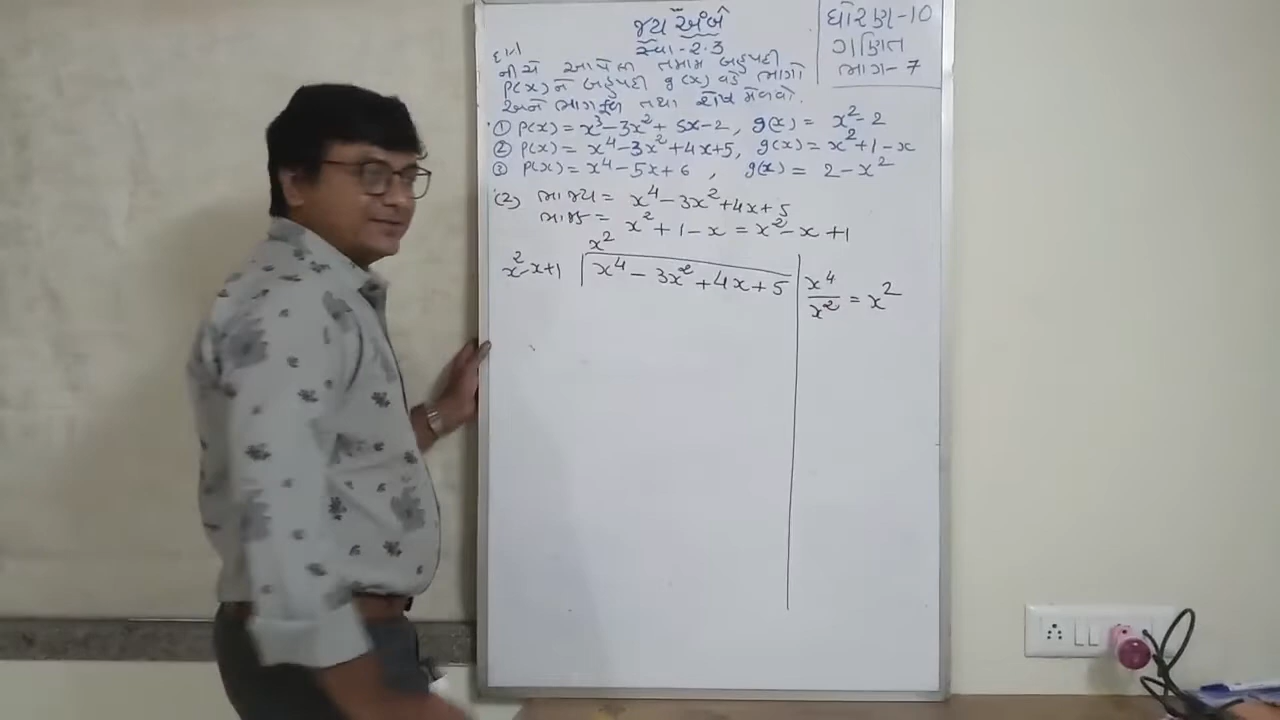 જય અંબે
સ્વા-2.3
ધોરણ-10
ગણિત
ભાગ-7
નીચે આપેલ તમામ બહુપદી
P(x) ને બહુપદી g(x) વડે ભાગો
અને ભાગફળ તથા શેષ મેળવો.
① P(x) = x³ - 3x² + 5x - 2, g(x) = x² - 2
② P(x) = x⁴ - 3x² + 4x + 5, g(x) = x² + 1 - x
③ P(x) = x⁴ - 5x + 6, g(x) = 2 - x²
(2) ભાજ્ય = x⁴ - 3x² + 4x + 5
ભાજક = x² + 1 - x = x² - x + 1
x²
x² - x + 1 | x⁴ - 3x² + 4x + 5 | x⁴/x² = x²